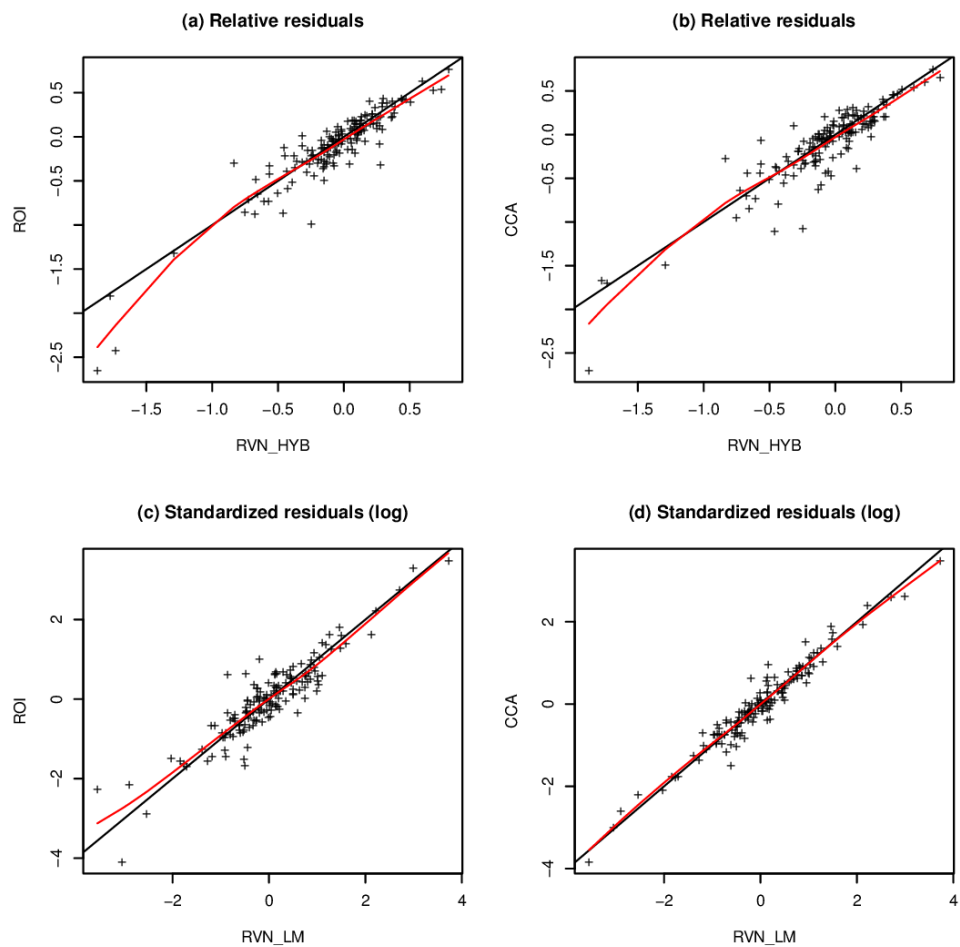 (a) Relative residuals
ROI
0.5
0.0
−0.5
−1.5
−2.5
−1.5 −1.0 −0.5 0.0 0.5
RVN_HYB
(b) Relative residuals
CCA
0.5
0.0
−0.5
−1.5
−2.5
−1.5 −1.0 −0.5 0.0 0.5
RVN_HYB
(c) Standardized residuals (log)
ROI
2
0
−2
−4
−2 0 2 4
RVN_LM
(d) Standardized residuals (log)
CCA
2
0
−2
−4
−2 0 2 4
RVN_LM